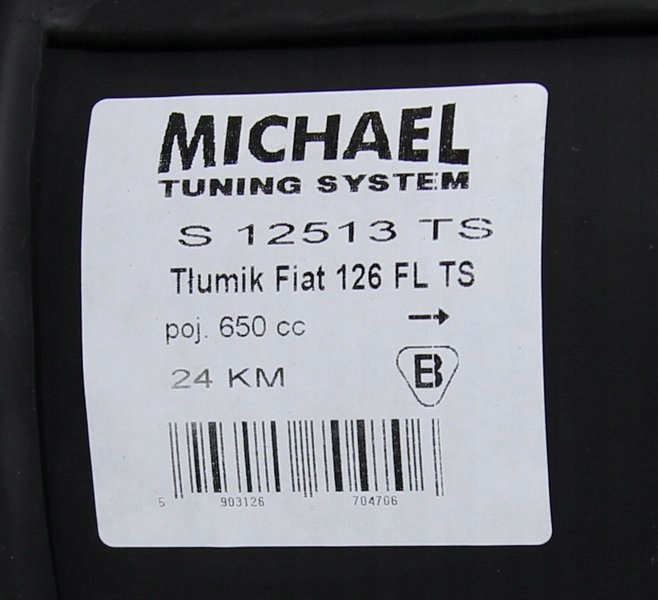 MICHAEL
TUNING SYSTEM
S 12513 TS
Tłumik Fiat 126 FL TS
poj. 650 cc →
24 KM B
5 903126 704706